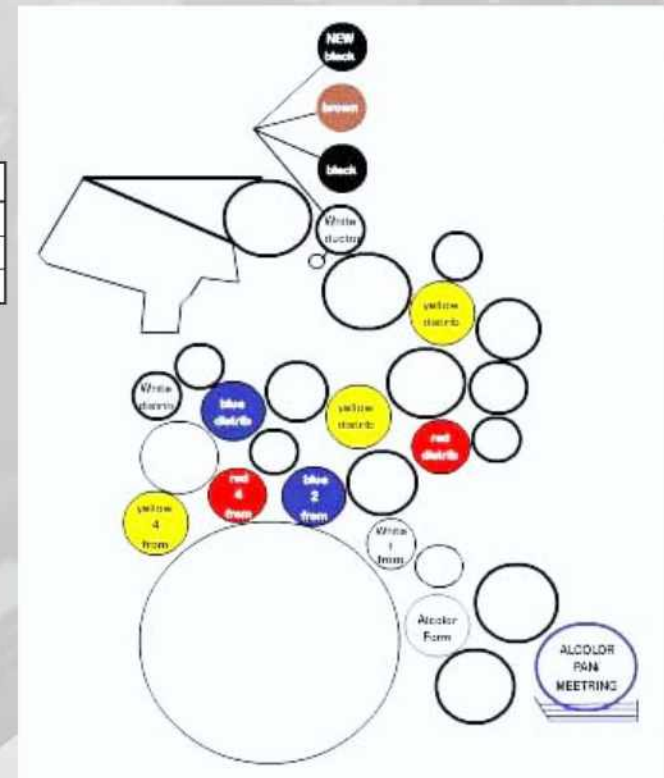 NEW
black
brown
black
White
ductor
yellow
distrib
White
distrib
blue
distrib
yellow
distrib
red
distrib
red
4
from
blue
2
from
yellow
4
from
White
1
from
Alcolor
Form
ALCOLOR
PAN
MEETRING